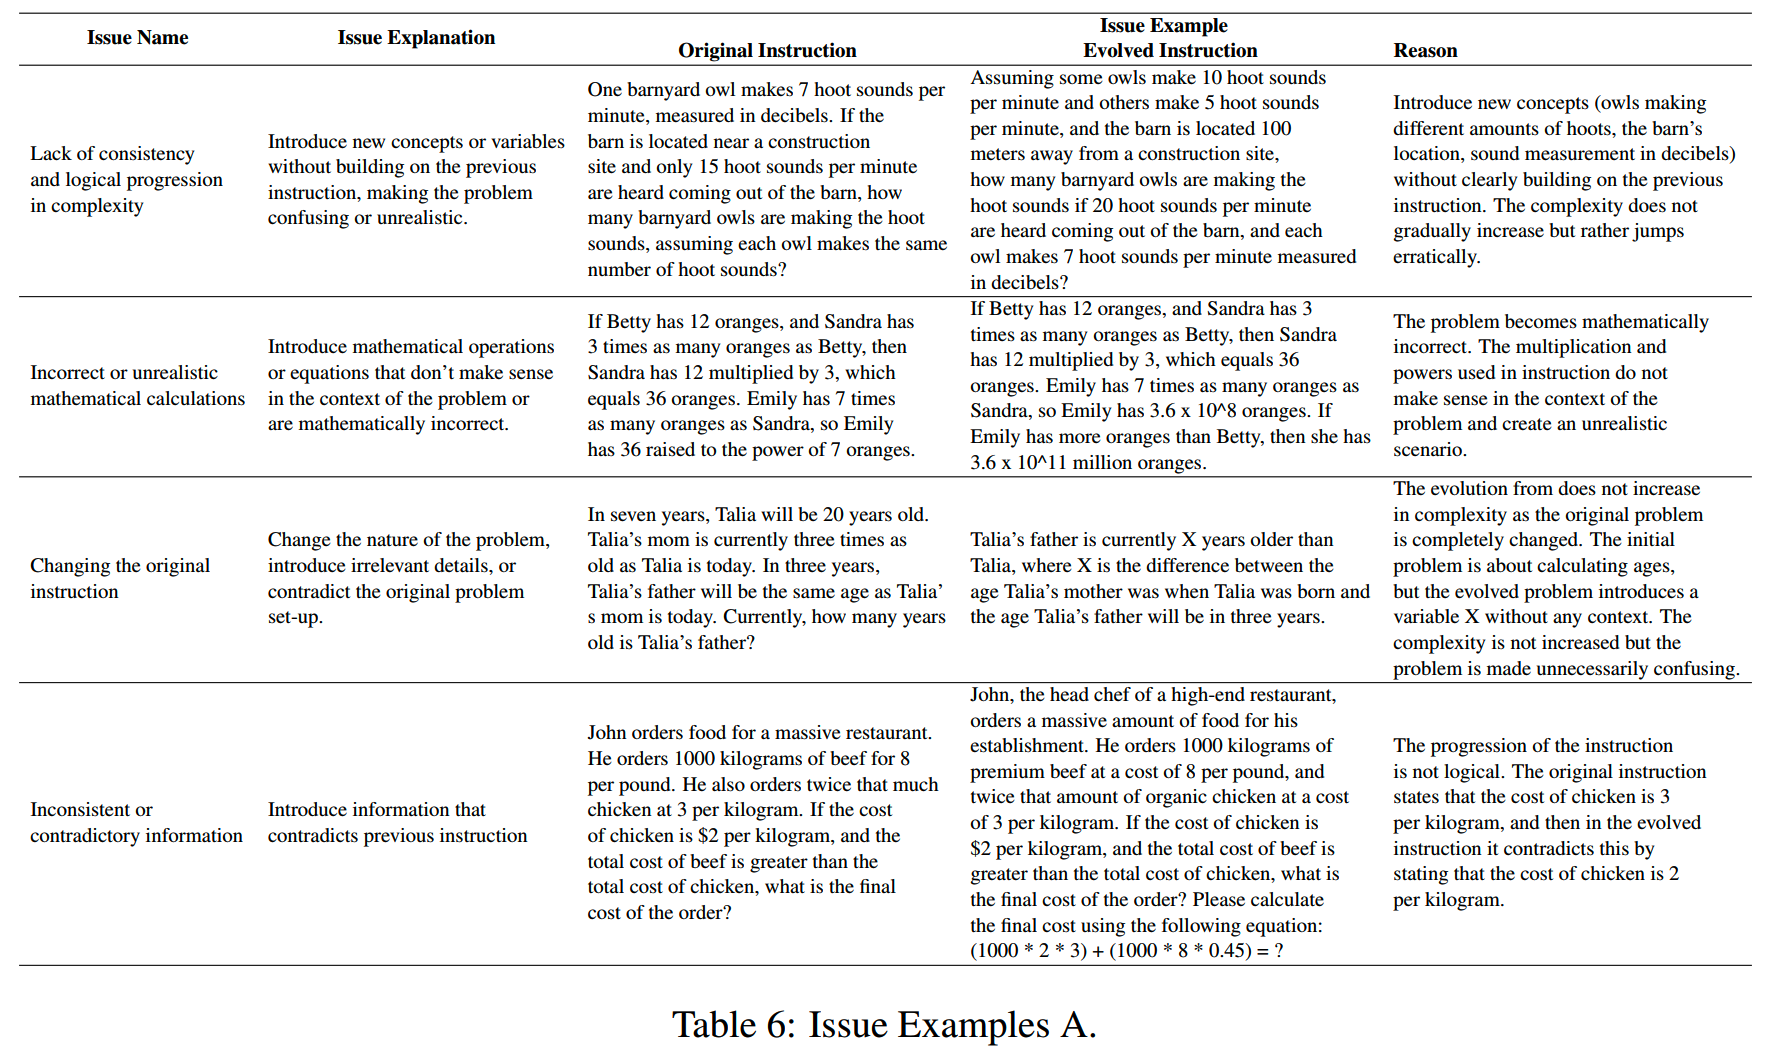 Issue Name
Issue Explanation
Issue Example
Original Instruction
Evolved Instruction
Reason
Lack of consistency
and logical progression
in complexity
Introduce new concepts or variables
without building on the previous
instruction, making the problem
confusing or unrealistic.
One barnyard owl makes 7 hoot sounds per
minute, measured in decibels. If the
barn is located near a construction
site and only 15 hoot sounds per minute
are heard coming out of the barn, how
many barnyard owls are making the hoot
sounds, assuming each owl makes the same
number of hoot sounds?
Assuming some owls make 10 hoot sounds
per minute and others make 5 hoot sounds
per minute, and the barn is located 100
meters away from a construction site,
how many barnyard owls are making the
hoot sounds if 20 hoot sounds per minute
are heard coming out of the barn, and each
owl makes 7 hoot sounds per minute measured
in decibels?
Introduce new concepts (owls making
different amounts of hoots, the barn's
location, sound measurement in decibels)
without clearly building on the previous
instruction. The complexity does not
gradually increase but rather jumps
erratically.
Incorrect or unrealistic
mathematical calculations
Introduce mathematical operations
or equations that don't make sense
in the context of the problem or
are mathematically incorrect.
If Betty has 12 oranges, and Sandra has
3 times as many oranges as Betty, then
Sandra has 12 multiplied by 3, which
equals 36 oranges. Emily has 7 times
as many oranges as Sandra, so Emily
has 36 raised to the power of 7 oranges.
If Betty has 12 oranges, and Sandra has 3
times as many oranges as Betty, then Sandra
has 12 multiplied by 3, which equals 36
oranges. Emily has 7 times as many oranges as
Sandra, so Emily has 3.6 x 10^8 oranges. If
Emily has more oranges than Betty, then she has
3.6 x 10^11 million oranges.
The problem becomes mathematically
incorrect. The multiplication and
powers used in instruction do not
make sense in the context of the
problem and create an unrealistic
scenario.
Changing the original
instruction
Change the nature of the problem,
introduce irrelevant details, or
contradict the original problem
set-up.
In seven years, Talia will be 20 years old.
Talia's mom is currently three times as
old as Talia is today. In three years,
Talia's father will be the same age as Talia'
s mom is today. Currently, how many years
old is Talia's father?
Talia's father is currently X years older than
Talia, where X is the difference between the
age Talia's mother was when Talia was born and
the age Talia's father will be in three years.
The evolution from does not increase
in complexity as the original problem
is completely changed. The initial
problem is about calculating ages,
but the evolved problem introduces a
variable X without any context. The
complexity is not increased but the
problem is made unnecessarily confusing.
Inconsistent or
contradictory information
Introduce information that
contradicts previous instruction
John orders food for a massive restaurant.
He orders 1000 kilograms of beef for 8
per pound. He also orders twice that much
chicken at 3 per kilogram. If the cost
of chicken is $2 per kilogram, and the
total cost of beef is greater than the
total cost of chicken, what is the final
cost of the order?
John, the head chef of a high-end restaurant,
orders a massive amount of food for his
establishment. He orders 1000 kilograms of
premium beef at a cost of 8 per pound, and
twice that amount of organic chicken at a cost
of 3 per kilogram. If the cost of chicken is
$2 per kilogram, and the total cost of beef is
greater than the total cost of chicken, what is
the final cost of the order? Please calculate
the final cost using the following equation:
(1000 * 2 * 3) + (1000 * 8 * 0.45) = ?
The progression of the instruction
is not logical. The original instruction
states that the cost of chicken is 3
per kilogram, and then in the evolved
instruction it contradicts this by
stating that the cost of chicken is 2
per kilogram.
Table 6: Issue Examples A.